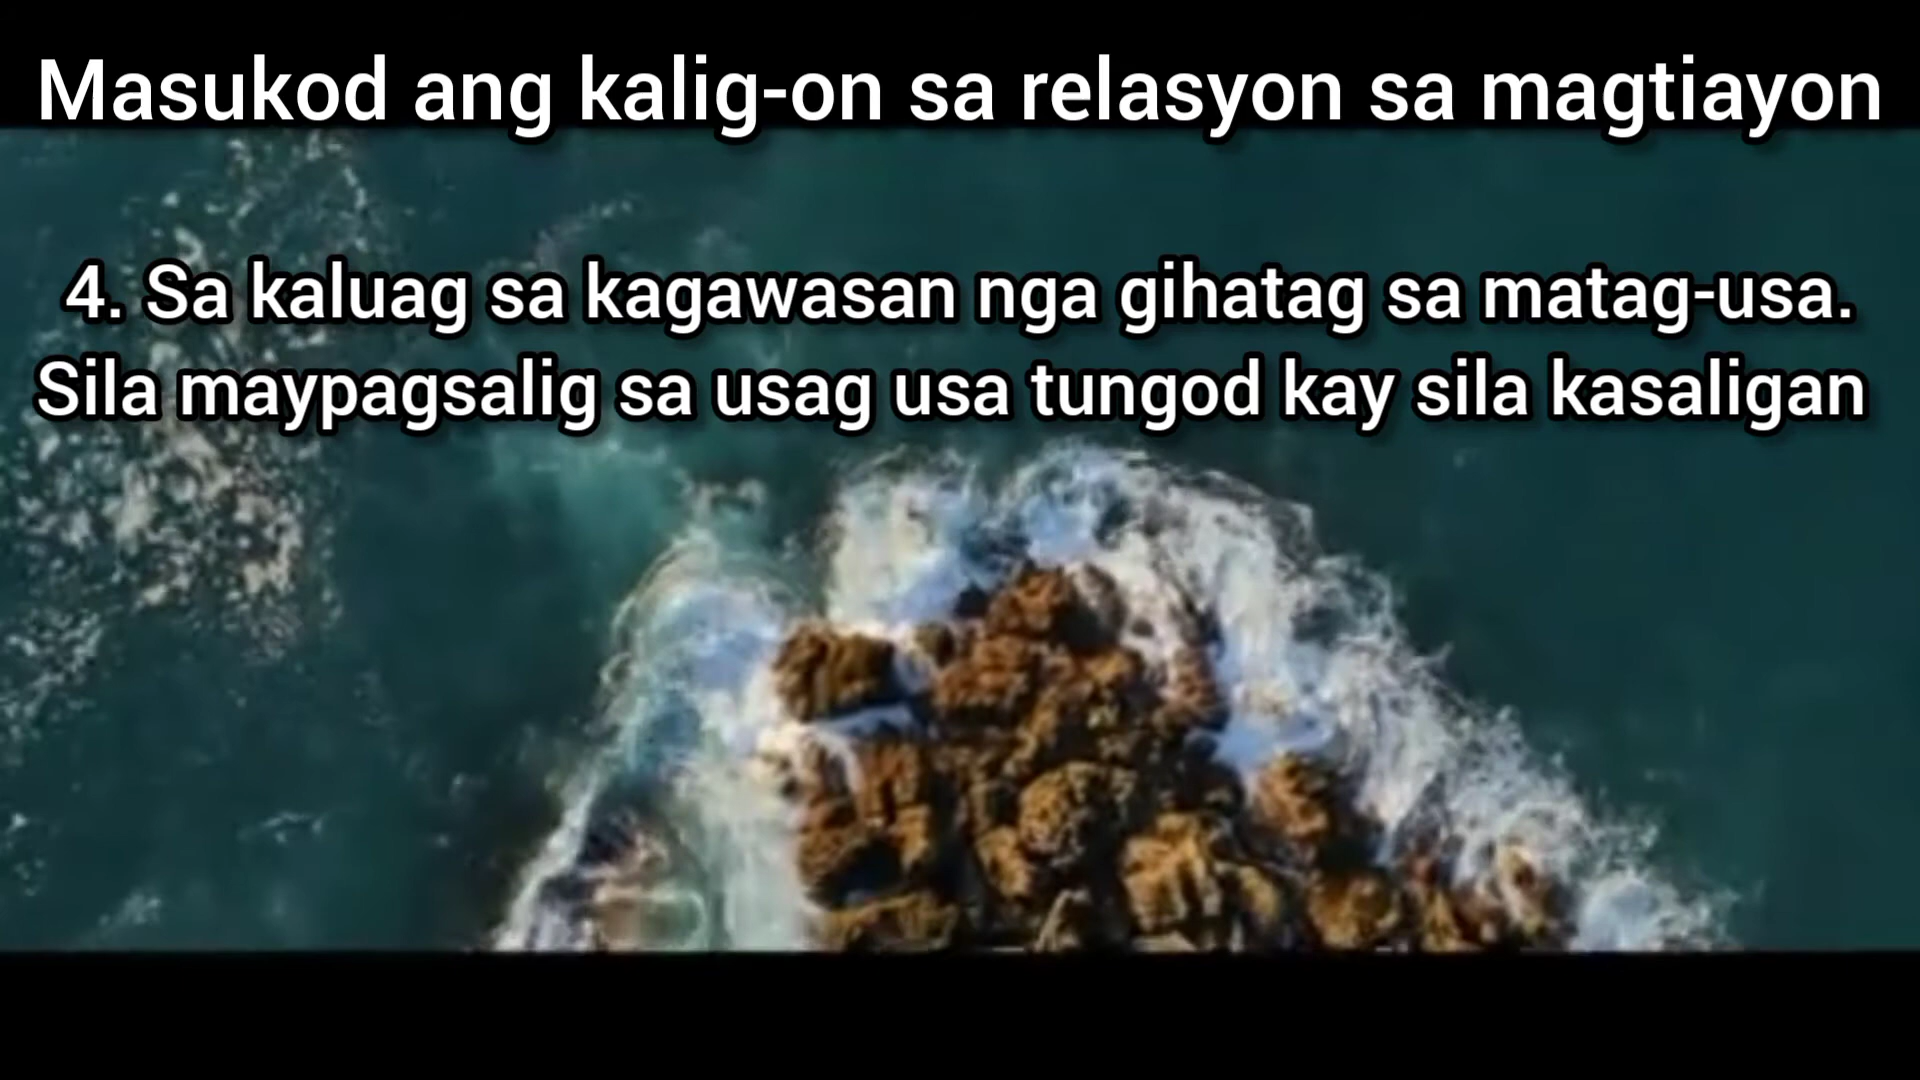 Masukod ang kalig-on sa relasyon sa magtiayon
4. Sa kaluag sa kagawasan nga gihatag sa matag-usa.
Sila maypagsalig sa usag usa tungod kay sila kasaligan